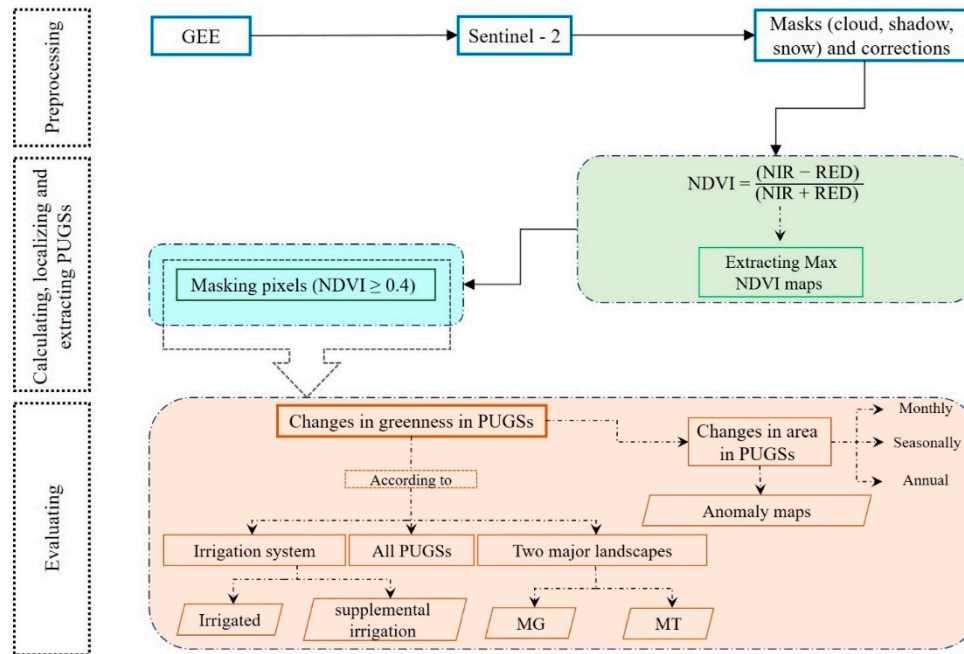 Preprocessing
GEE
Sentinel - 2
Masks (cloud, shadow,
snow) and corrections
Calculating, localizing and
extracting PUGSs
NDVI = (NIR − RED)
(NIR + RED)
Extracting Max
NDVI maps
Masking pixels (NDVI ≥ 0.4)
Evaluating
Changes in greenness in PUGSs
Changes in area
in PUGSs
Monthly
Seasonally
Annual
According to
Anomaly maps
Irrigation system
All PUGSs
Two major landscapes
Irrigated
supplemental
irrigation
MG
MT